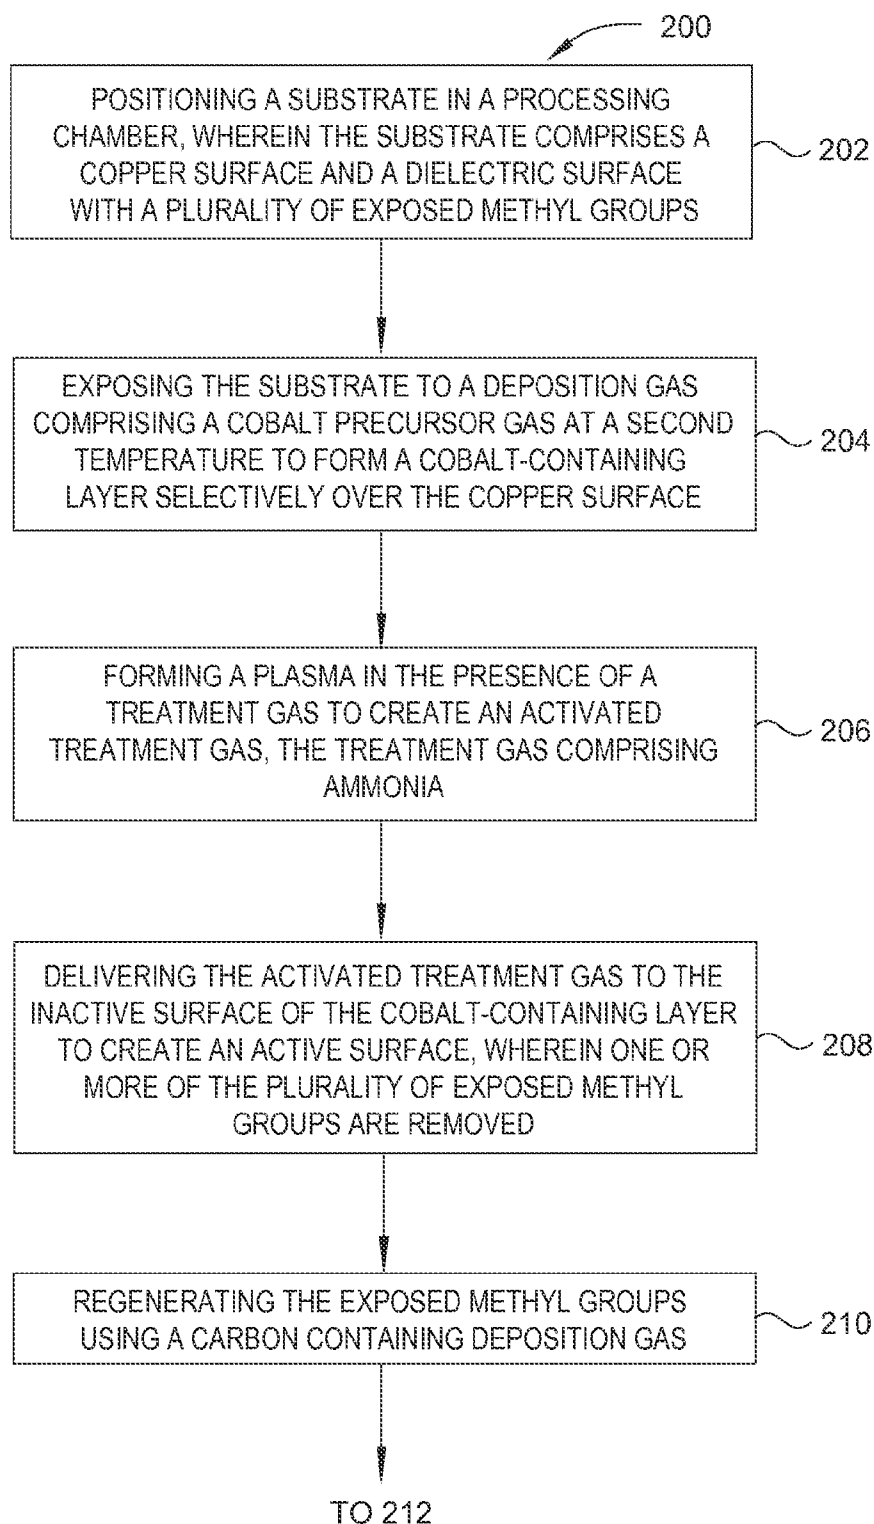 200
POSITIONING A SUBSTRATE IN A PROCESSING
CHAMBER, WHEREIN THE SUBSTRATE COMPRISES A
COPPER SURFACE AND A DIELECTRIC SURFACE
WITH A PLURALITY OF EXPOSED METHYL GROUPS
202
EXPOSING THE SUBSTRATE TO A DEPOSITION GAS
COMPRISING A COBALT PRECURSOR GAS AT A SECOND
TEMPERATURE TO FORM A COBALT-CONTAINING
LAYER SELECTIVELY OVER THE COPPER SURFACE
204
FORMING A PLASMA IN THE PRESENCE OF A
TREATMENT GAS TO CREATE AN ACTIVATED
TREATMENT GAS, THE TREATMENT GAS COMPRISING
AMMONIA
206
DELIVERING THE ACTIVATED TREATMENT GAS TO THE
INACTIVE SURFACE OF THE COBALT-CONTAINING LAYER
TO CREATE AN ACTIVE SURFACE, WHEREIN ONE OR
MORE OF THE PLURALITY OF EXPOSED METHYL
GROUPS ARE REMOVED
208
REGENERATING THE EXPOSED METHYL GROUPS
USING A CARBON CONTAINING DEPOSITION GAS
210
TO 212